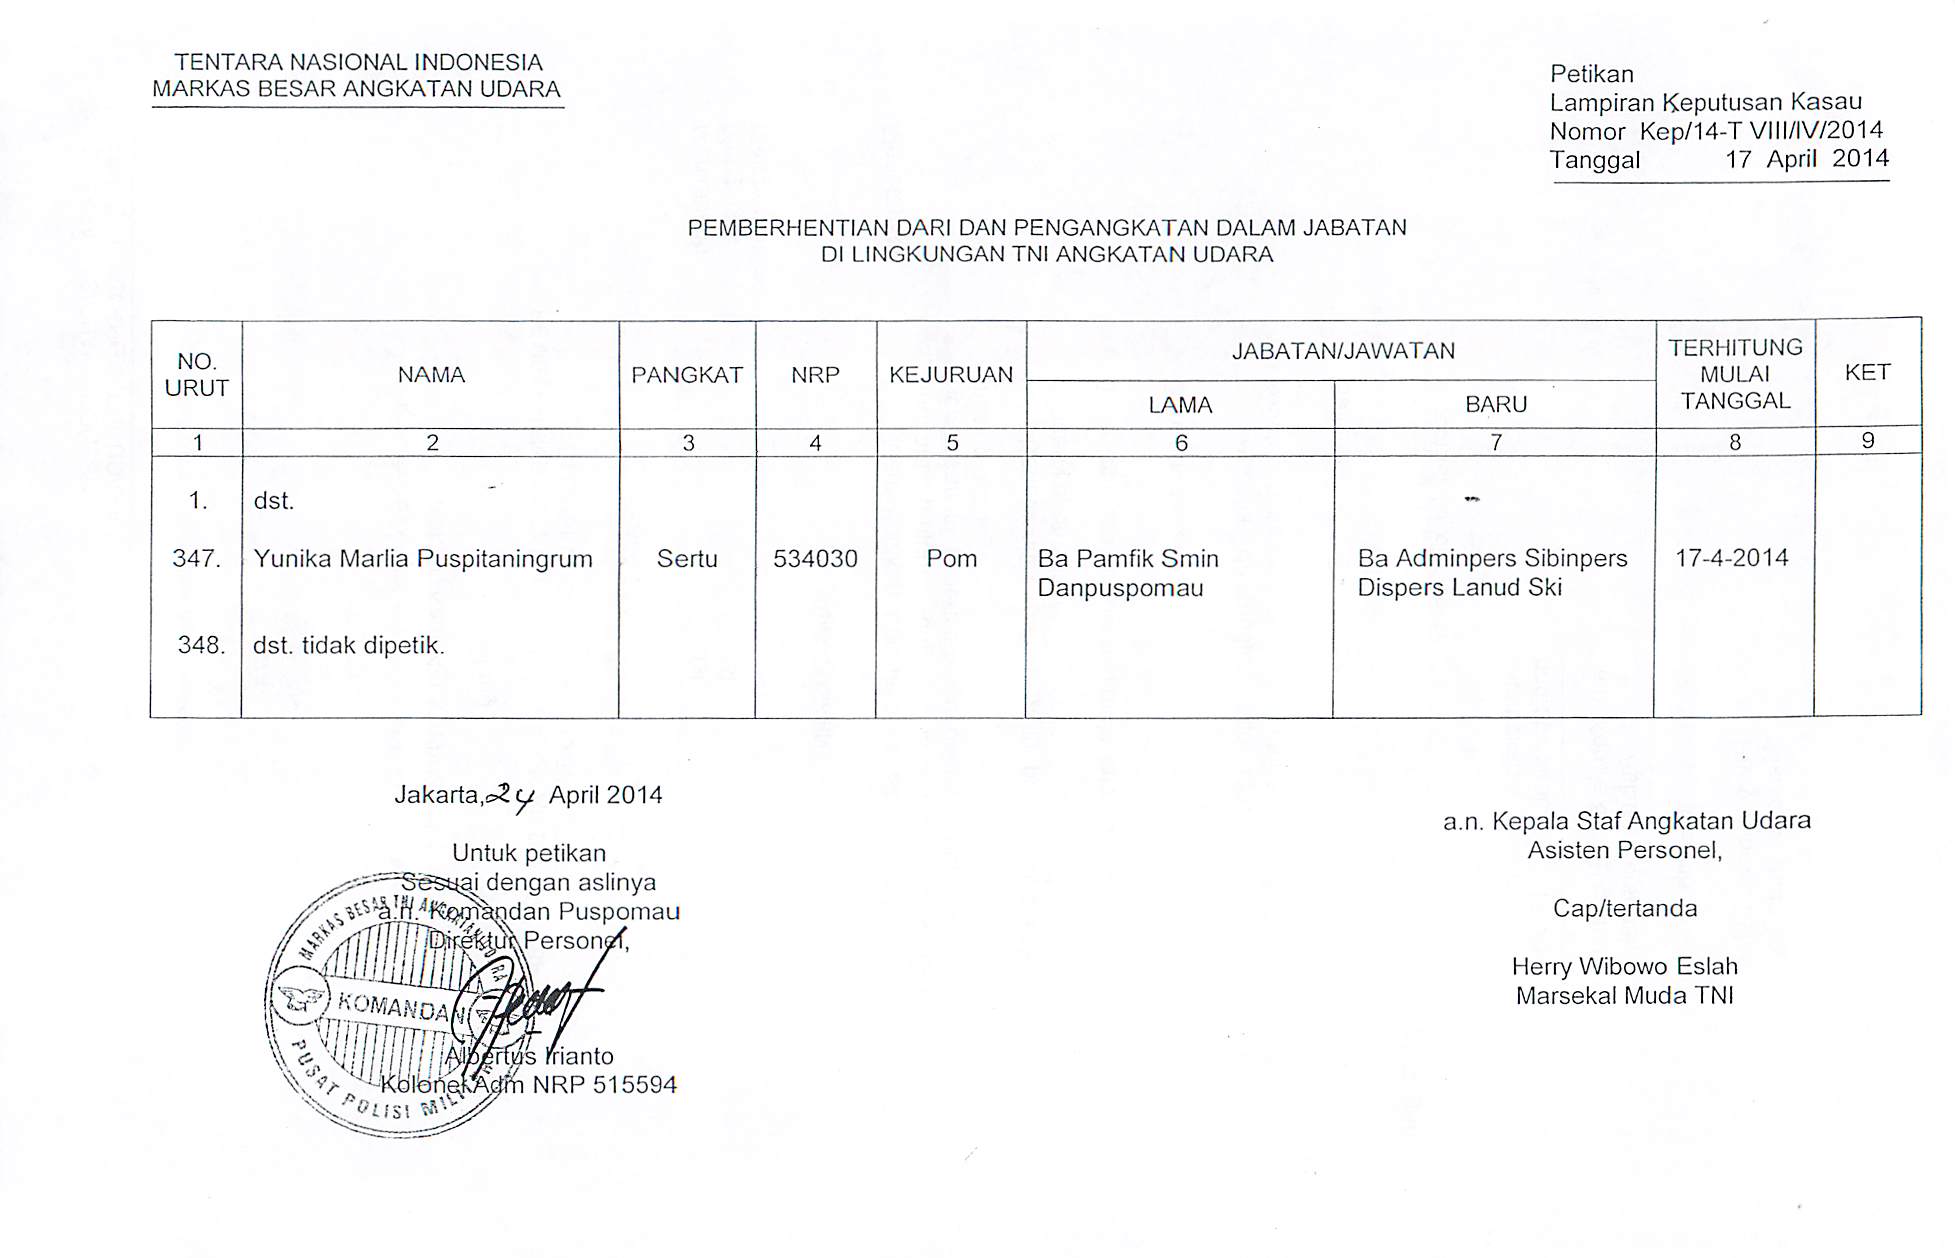 TENTARA NASIONAL INDONESIA
MARKAS BESAR ANGKATAN UDARA
Petikan
Lampiran Keputusan Kasau
Nomor Kep/14-T VIII/IV/2014
Tanggal 17 April 2014
PEMBERHENTIAN DARI DAN PENGANGKATAN DALAM JABATAN
DI LINGKUNGAN TNI ANGKATAN UDARA
NO. URUT NAMA PANGKAT NRP KEJURUAN JABATAN/JAWATAN TERHITUNG MULAI TANGGAL KET
LAMA BARU
1 2 3 4 5 6 7 8 9
1. dst.
347. Yunika Marlia Puspitaningrum Sertu 534030 Pom Ba Pamfik Smin Ba Adminpers Sibinpers 17-4-2014
Danpuspomau Dispers Lanud Ski
348. dst. tidak dipetik.
Jakarta, 24 April 2014
Untuk petikan
Sesuai dengan aslinya
a.n. Komandan Puspomau
Direktur Personel,
MARKAS BESAR TNI ANGKATAN UDARA
KOMANDAN
PUSAT POLISI MILITER
Albertus Irianto
Kolonel Adm NRP 515594
a.n. Kepala Staf Angkatan Udara
Asisten Personel,
Cap/tertanda
Herry Wibowo Eslah
Marsekal Muda TNI